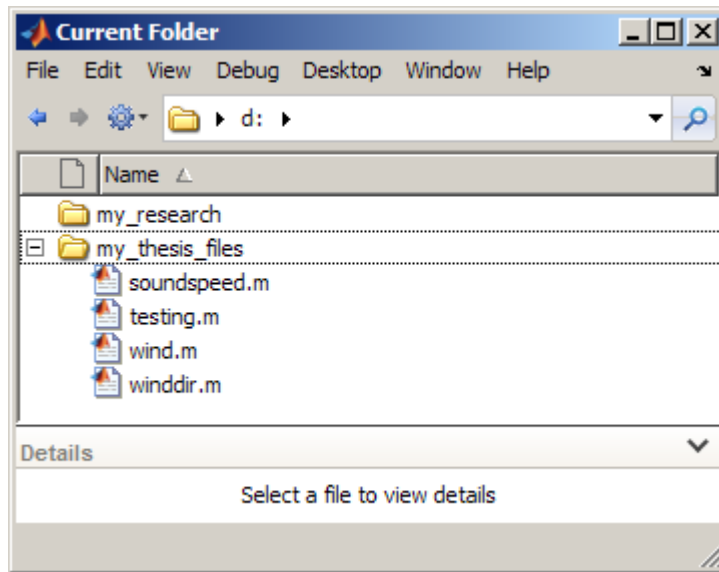 Current Folder
File Edit View Debug Desktop Window Help
d:
Name
my_research
my_thesis_files
soundspeed.m
testing.m
wind.m
winddir.m
Details
Select a file to view details